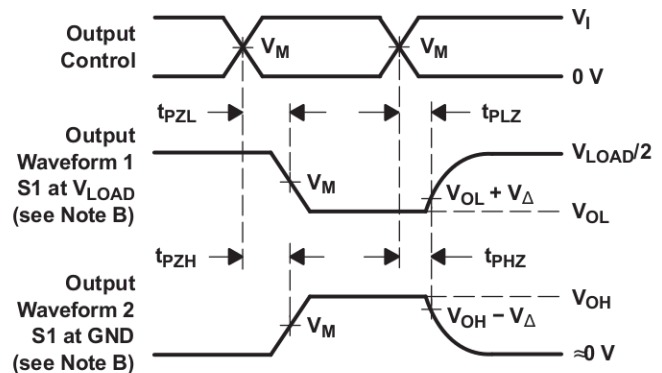 Output
Control
V_I
V_M
V_M
0 V
t_PZL
t_PLZ
Output
Waveform 1
S1 at V_LOAD
(see Note B)
V_LOAD/2
V_M
V_OL + V_Δ
V_OL
t_PZH
t_PHZ
Output
Waveform 2
S1 at GND
(see Note B)
V_OH
V_M
V_OH − V_Δ
≈0 V